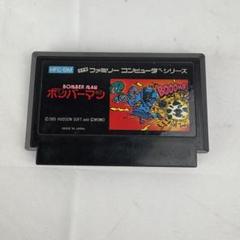 HFC-BM
ファミリー コンピュータ シリーズ
BOMBER MAN
ボンバーマン
BOOOM!
©1985 HUDSON SOFT
MADE IN JAPAN